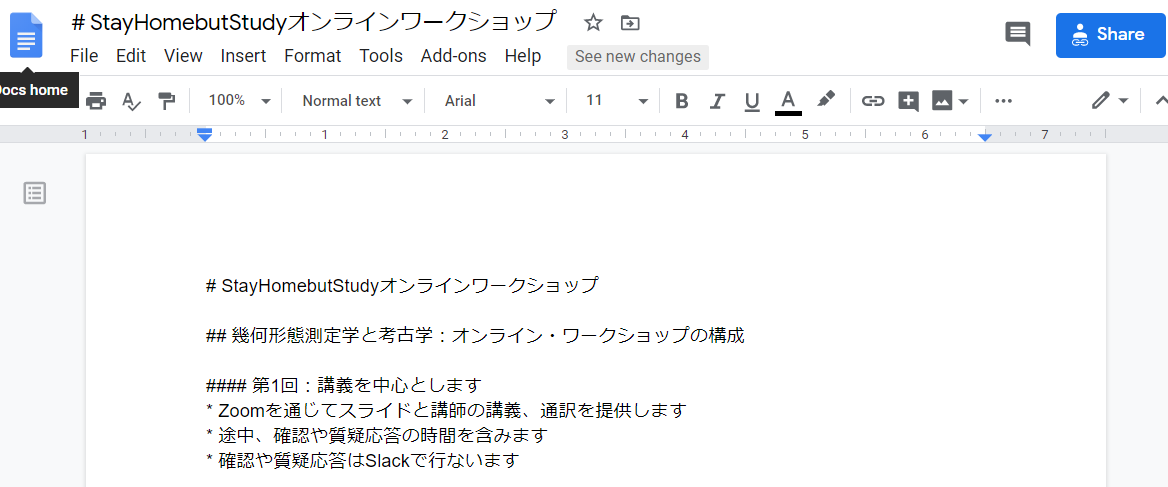 # StayHomebutStudyオンラインワークショップ
File Edit View Insert Format Tools Add-ons Help See new changes
Share
Docs home
100% Normal text Arial 11 B I U A
1 1 2 3 4 5 6 7
# StayHomebutStudyオンラインワークショップ
## 幾何形態測定学と考古学：オンライン・ワークショップの構成
#### 第1回：講義を中心とします
* Zoomを通じてスライドと講師の講義、通訳を提供します
* 途中、確認や質疑応答の時間を含みます
* 確認や質疑応答はSlackで行ないます